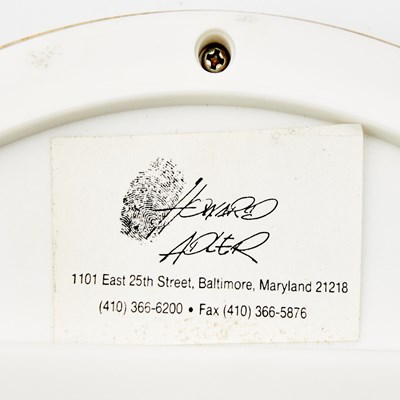 HOWARD
ADLER
1101 East 25th Street, Baltimore, Maryland 21218
(410) 366-6200 • Fax (410) 366-5876